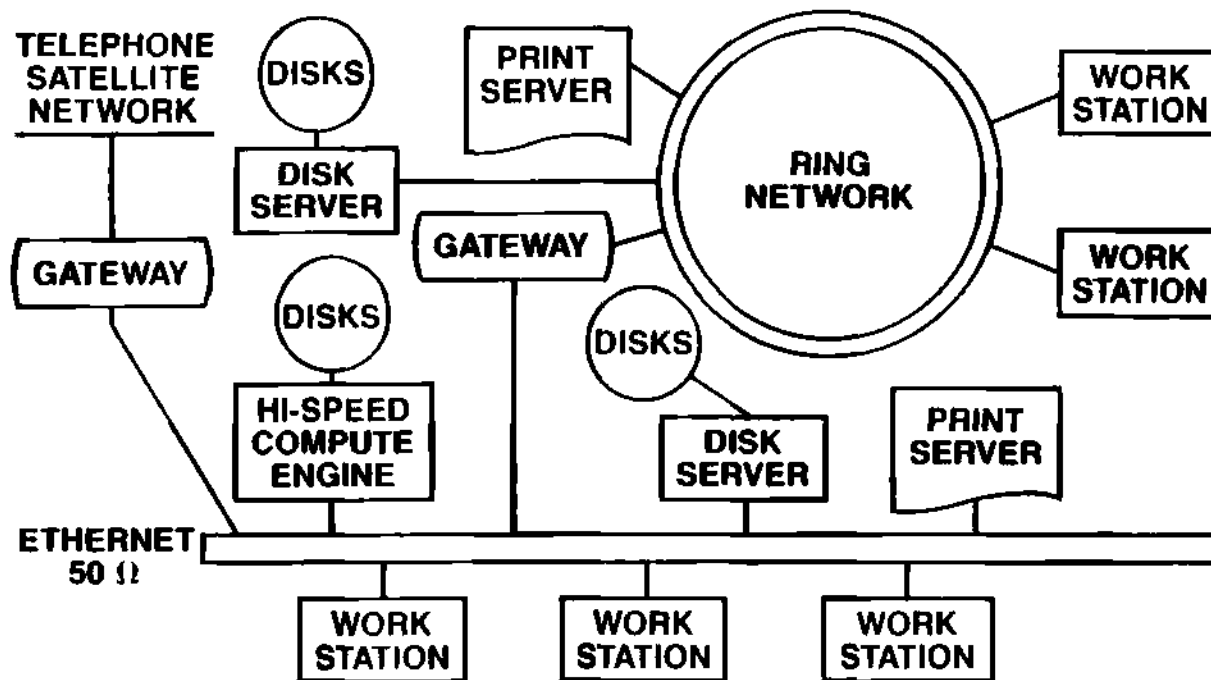 TELEPHONE
SATELLITE
NETWORK
DISKS
PRINT
SERVER
WORK
STATION
DISK
SERVER
RING
NETWORK
GATEWAY
GATEWAY
WORK
STATION
DISKS
DISKS
HI-SPEED
COMPUTE
ENGINE
DISK
SERVER
PRINT
SERVER
ETHERNET
50 Ω
WORK
STATION
WORK
STATION
WORK
STATION